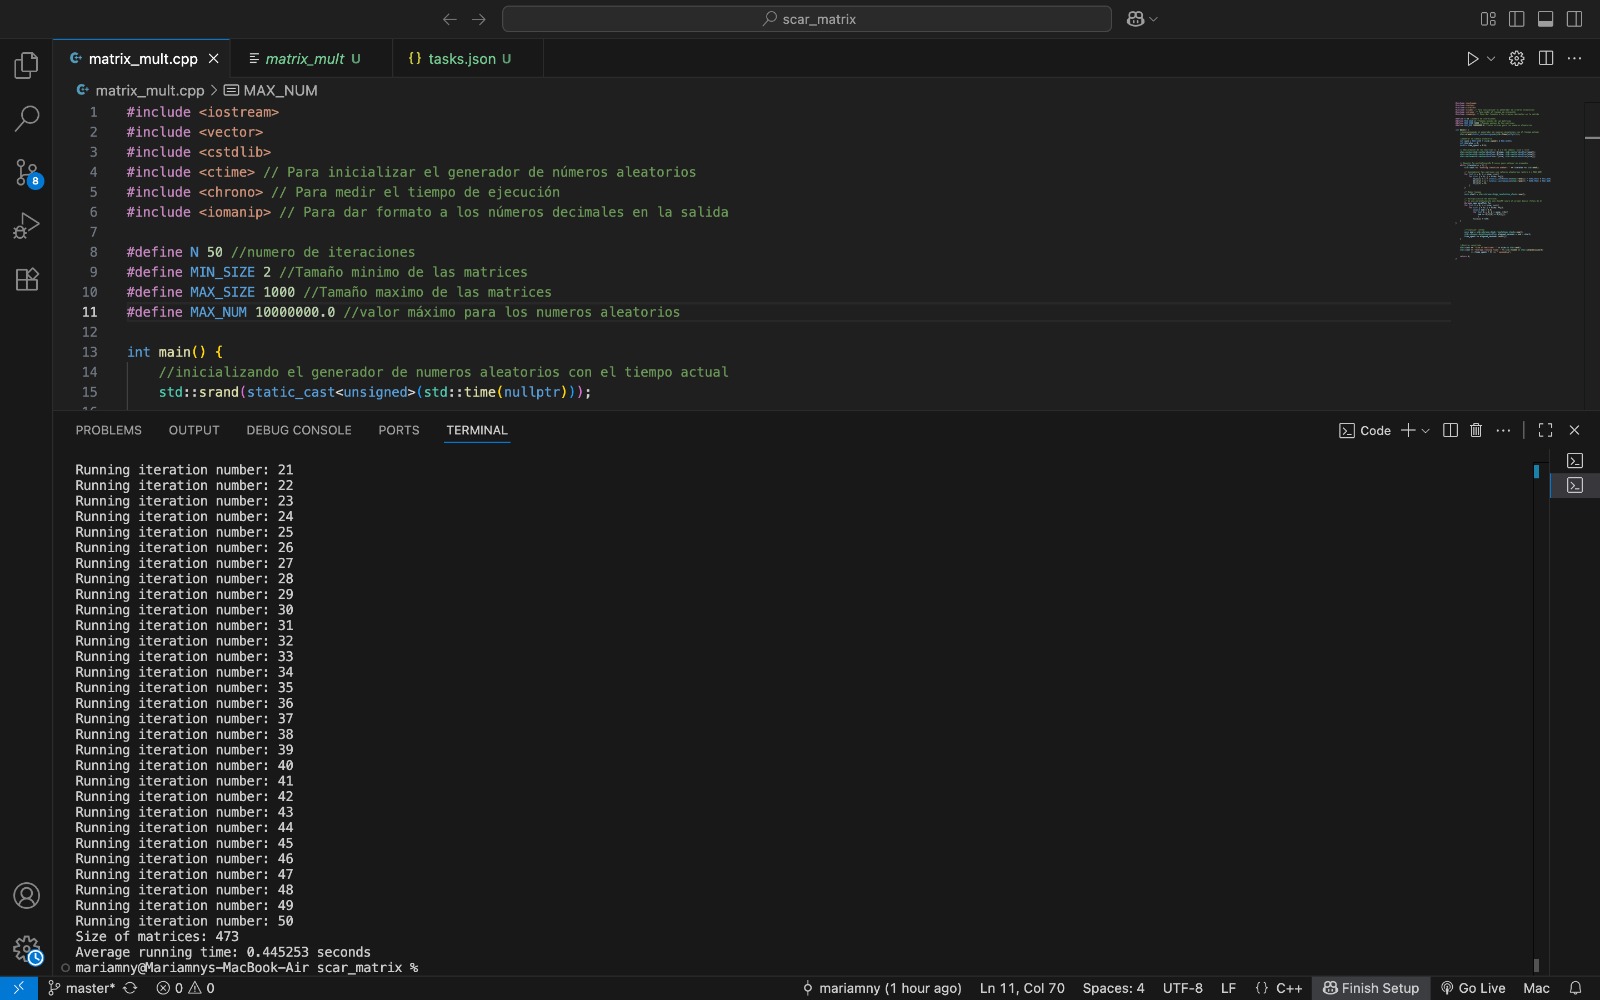 scar_matrix
matrix_mult.cpp
matrix_mult U
{} tasks.json U
matrix_mult.cpp > MAX_NUM
1 #include <iostream>
2 #include <vector>
3 #include <cstdlib>
4 #include <ctime> // Para inicializar el generador de números aleatorios
5 #include <chrono> // Para medir el tiempo de ejecución
6 #include <iomanip> // Para dar formato a los números decimales en la salida
7
8 #define N 50 //numero de iteraciones
9 #define MIN_SIZE 2 //Tamaño minimo de las matrices
10 #define MAX_SIZE 1000 //Tamaño maximo de las matrices
11 #define MAX_NUM 10000000.0 //valor máximo para los numeros aleatorios
12
13 int main() {
14 //inicializando el generador de numeros aleatorios con el tiempo actual
15 std::srand(static_cast<unsigned>(std::time(nullptr)));
8
PROBLEMS OUTPUT DEBUG CONSOLE PORTS TERMINAL
Code
Running iteration number: 21
Running iteration number: 22
Running iteration number: 23
Running iteration number: 24
Running iteration number: 25
Running iteration number: 26
Running iteration number: 27
Running iteration number: 28
Running iteration number: 29
Running iteration number: 30
Running iteration number: 31
Running iteration number: 32
Running iteration number: 33
Running iteration number: 34
Running iteration number: 35
Running iteration number: 36
Running iteration number: 37
Running iteration number: 38
Running iteration number: 39
Running iteration number: 40
Running iteration number: 41
Running iteration number: 42
Running iteration number: 43
Running iteration number: 44
Running iteration number: 45
Running iteration number: 46
Running iteration number: 47
Running iteration number: 48
Running iteration number: 49
Running iteration number: 50
Size of matrices: 473
Average running time: 0.445253 seconds
mariamny@Mariamnys-MacBook-Air scar_matrix %
master* 0 0 mariamny (1 hour ago) Ln 11, Col 70 Spaces: 4 UTF-8 LF {} C++ Finish Setup Go Live Mac